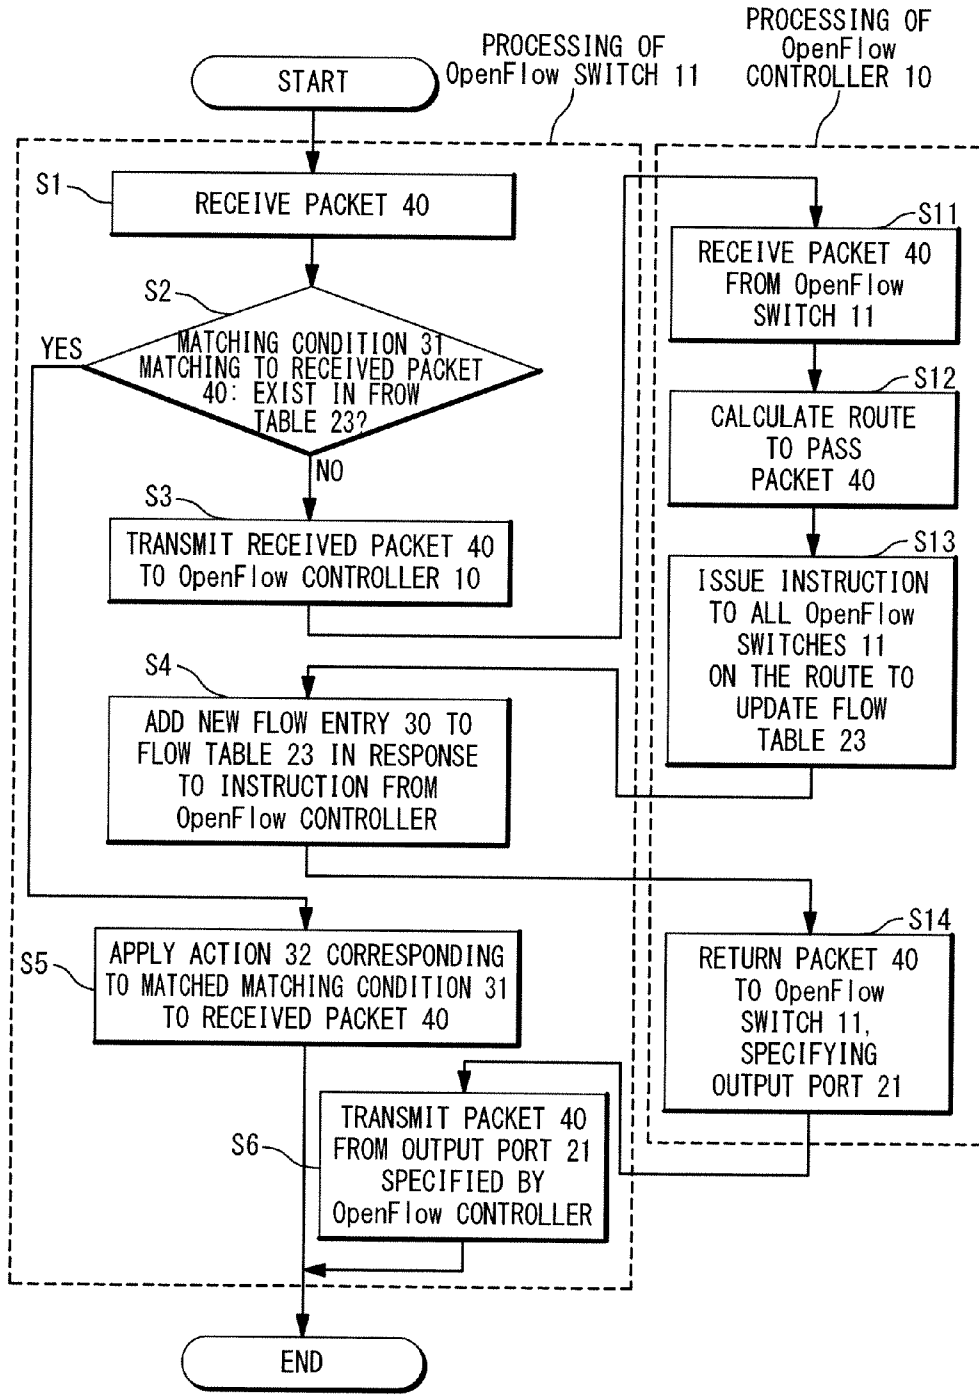 PROCESSING OF
OpenFlow
CONTROLLER 10
PROCESSING OF
OpenFlow SWITCH 11
START
S1
RECEIVE PACKET 40
S2
MATCHING CONDITION 31
MATCHING TO RECEIVED PACKET
40: EXIST IN FROW
TABLE 23?
YES
NO
S3
TRANSMIT RECEIVED PACKET 40
TO OpenFlow CONTROLLER 10
S11
RECEIVE PACKET 40
FROM OpenFlow
SWITCH 11
S12
CALCULATE ROUTE
TO PASS
PACKET 40
S13
ISSUE INSTRUCTION
TO ALL OpenFlow
SWITCHES 11
ON THE ROUTE TO
UPDATE FLOW
TABLE 23
S4
ADD NEW FLOW ENTRY 30 TO
FLOW TABLE 23 IN RESPONSE
TO INSTRUCTION FROM
OpenFlow CONTROLLER
S14
RETURN PACKET 40
TO OpenFlow
SWITCH 11,
SPECIFYING
OUTPUT PORT 21
S5
APPLY ACTION 32 CORRESPONDING
TO MATCHED MATCHING CONDITION 31
TO RECEIVED PACKET 40
S6
TRANSMIT PACKET 40
FROM OUTPUT PORT 21
SPECIFIED BY
OpenFlow CONTROLLER
END